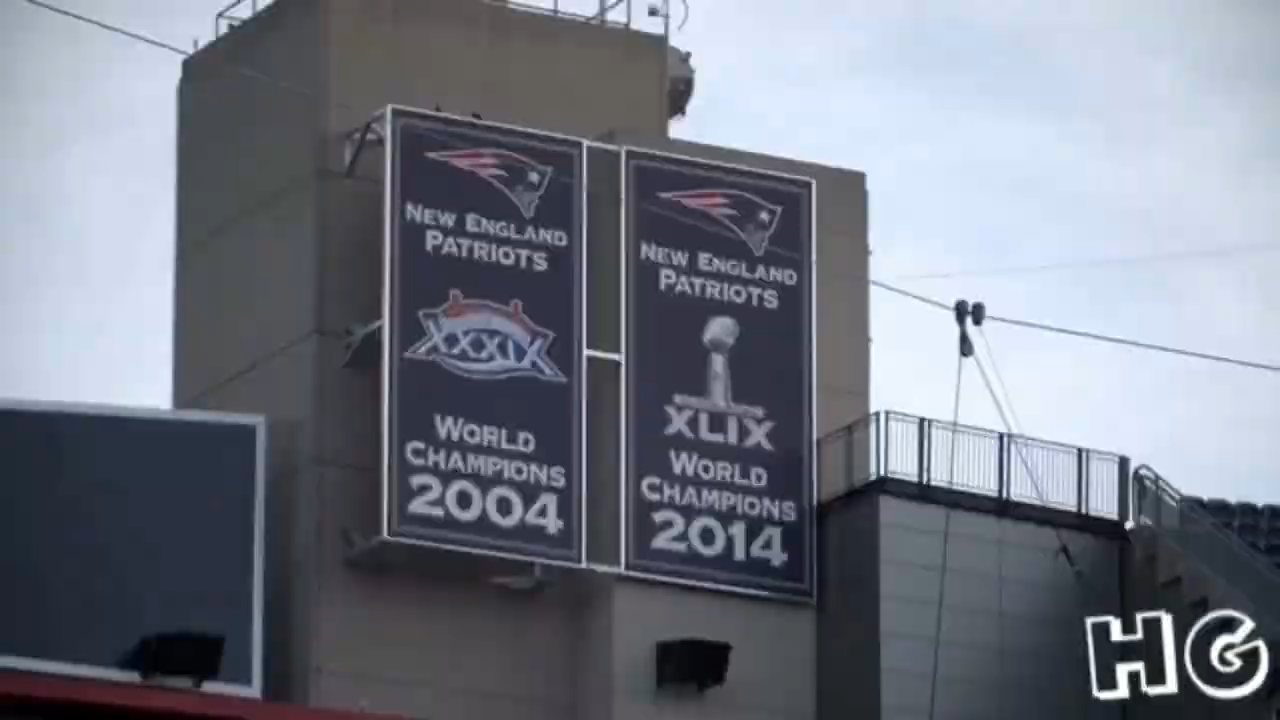 New England
Patriots
XXXIX
World
Champions
2004
New England
Patriots
XLIX
World
Champions
2014
HG